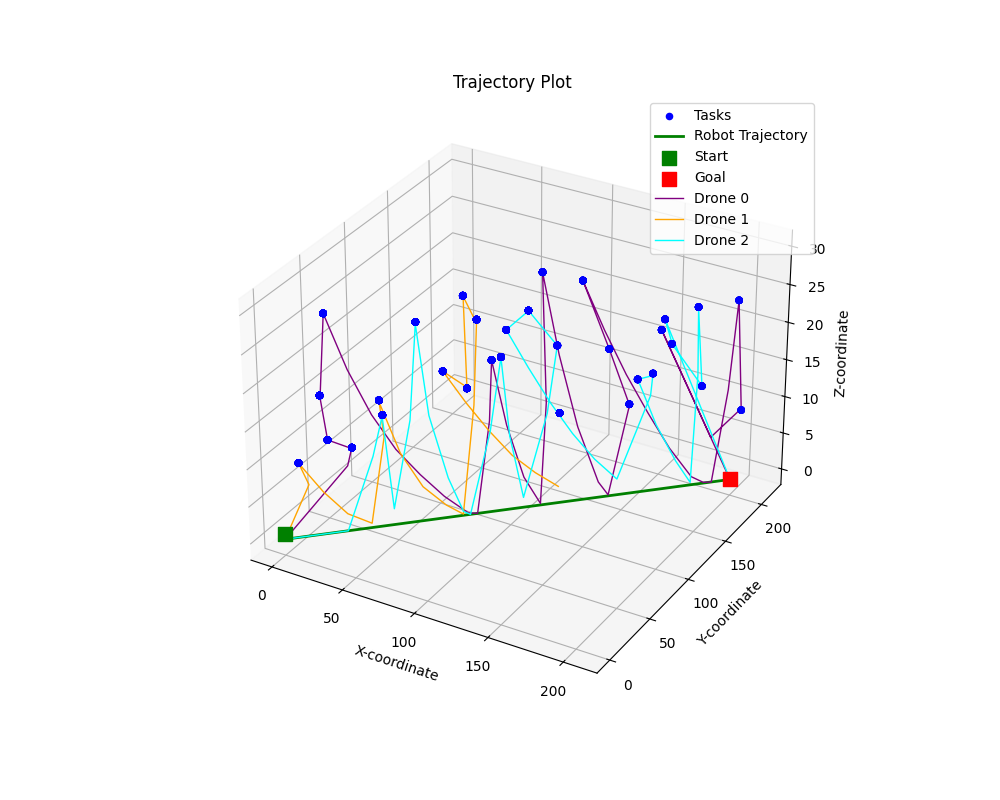 Trajectory Plot
Tasks
Robot Trajectory
Start
Goal
Drone 0
Drone 1
Drone 2
30
25
20
15
10
5
0
Z-coordinate
0
50
100
150
200
X-coordinate
0
50
100
150
200
Y-coordinate